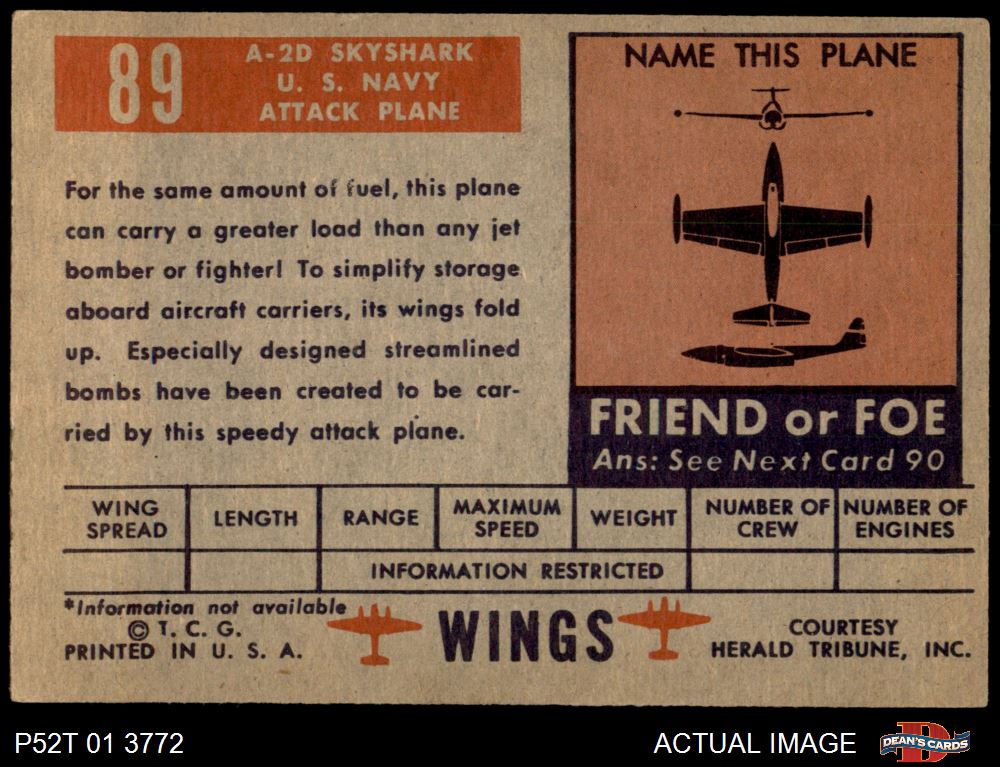 89
A-2D SKYSHARK
U. S. NAVY
ATTACK PLANE
For the same amount of fuel, this plane
can carry a greater load than any jet
bomber or fighter! To simplify storage
aboard aircraft carriers, its wings fold
up. Especially designed streamlined
bombs have been created to be car-
ried by this speedy attack plane.
NAME THIS PLANE
FRIEND or FOE
Ans: See Next Card 90
WING SPREAD
LENGTH
RANGE
MAXIMUM SPEED
WEIGHT
NUMBER OF CREW
NUMBER OF ENGINES
INFORMATION RESTRICTED
*Information not available
© T. C. G.
PRINTED IN U. S. A.
WINGS
COURTESY
HERALD TRIBUNE, INC.
P52T 01 3772
ACTUAL IMAGE
D
DEAN'S CARDS